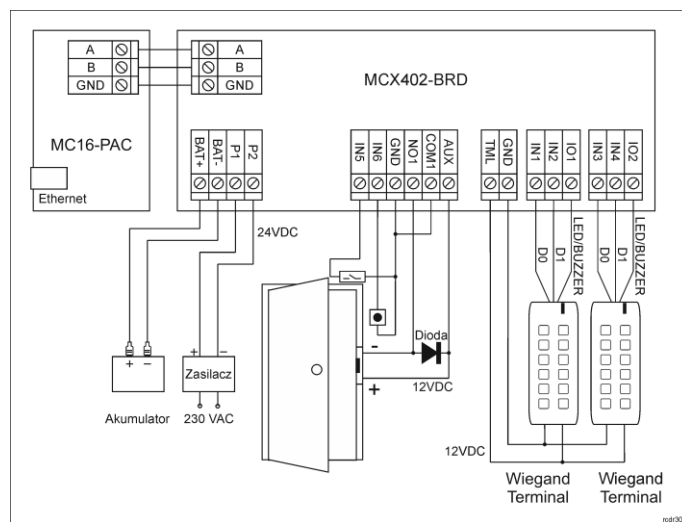 A
B
GND
A
B
GND
MCX402-BRD
MC16-PAC
Ethernet
BAT+
BAT-
P1
P2
IN5
IN6
GND
NO1
COM1
AUX
TML
GND
IN1
IN2
IO1
IN3
IN4
IO2
24VDC
D0
D1
LED/BUZZER
D0
D1
LED/BUZZER
+ −
Akumulator
+ −
Zasilacz
230 VAC
-
+
Dioda
12VDC
12VDC
Wiegand
Terminal
Wiegand
Terminal